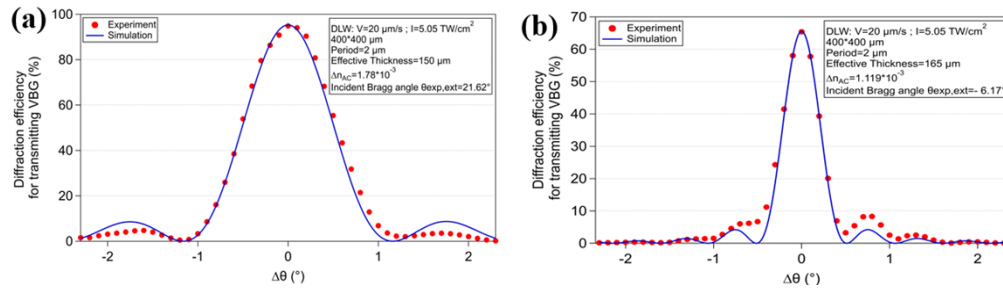 (a)
Experiment
Simulation
DLW: V=20 µm/s ; I=5.05 TW/cm²
400*400 µm
Period=2 µm
Effective Thickness=150 µm
Δn_AC=1.78*10⁻³
Incident Bragg angle θexp,ext=21.62°
Diffraction efficiency
for transmitting VBG (%)
100
80
60
40
20
0
-2
-1
0
1
2
Δθ (°)
(b)
Experiment
Simulation
DLW: V=20 µm/s ; I=5.05 TW/cm²
400*400 µm
Period=2 µm
Effective Thickness=165 µm
Δn_AC=1.119*10⁻³
Incident Bragg angle θexp,ext=- 6.17°
Diffraction efficiency
for transmitting VBG (%)
70
60
50
40
30
20
10
0
-2
-1
0
1
2
Δθ (°)